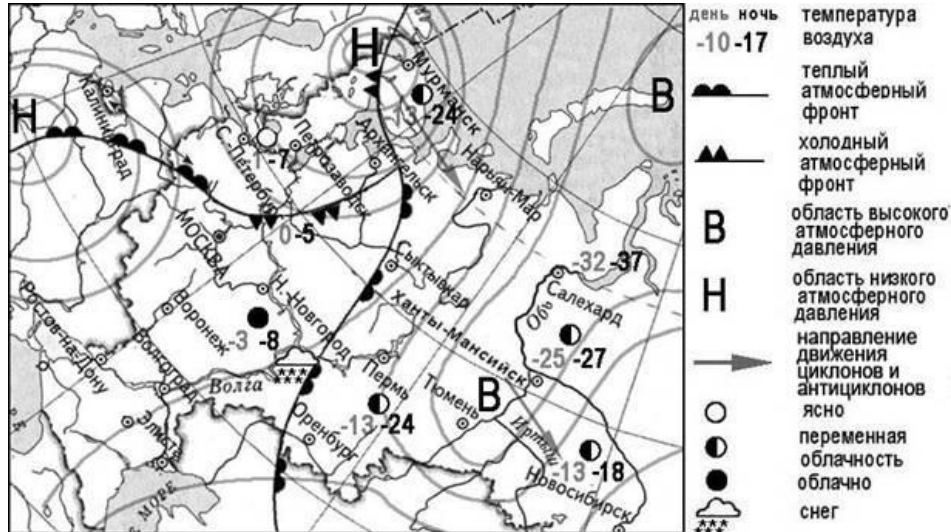 Н
Н
В
В
Мурманск
-13 -24
Калининград
С.-Петербург
-7
Петрозаводск
Архангельск
Нарьян-Мар
МОСКВА
0 -5
Сыктывкар
-32 -37
Салехард
Обь
Ханты-Мансийск
-25 -27
Ростов-на-Дону
Воронеж
-3 -8
Н.-Новгород
Волгоград
Волга
Пермь
Тюмень
-13 -24
Оренбург
Элиста
Иртыш
-13 -18
Новосибирск
МОРЕ
день ночь
-10 -17
температура
воздуха
теплый
атмосферный
фронт
холодный
атмосферный
фронт
В
область высокого
атмосферного
давления
Н
область низкого
атмосферного
давления
направление
движения
циклонов и
антициклонов
ясно
переменная
облачность
облачно
снег